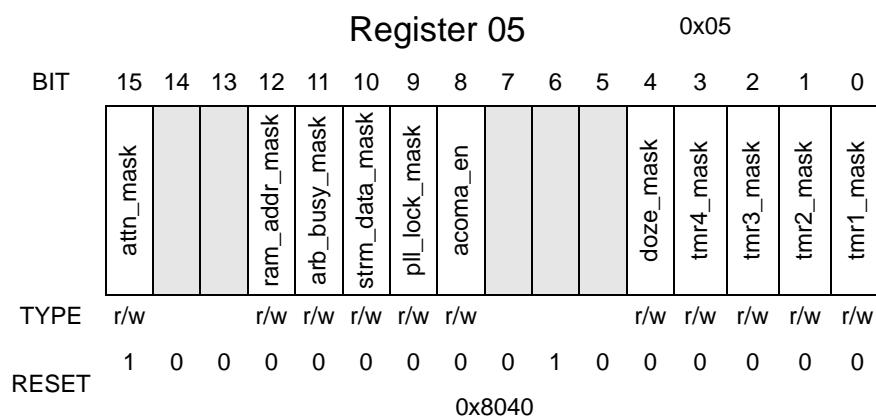 Register 05 0x05
BIT 15 14 13 12 11 10 9 8 7 6 5 4 3 2 1 0
attn_mask
ram_addr_mask
arb_busy_mask
strm_data_mask
pll_lock_mask
acoma_en
doze_mask
tmr4_mask
tmr3_mask
tmr2_mask
tmr1_mask
TYPE r/w r/w r/w r/w r/w r/w r/w r/w r/w r/w r/w
RESET 1 0 0 0 0 0 0 0 0 1 0 0 0 0 0 0
0x8040